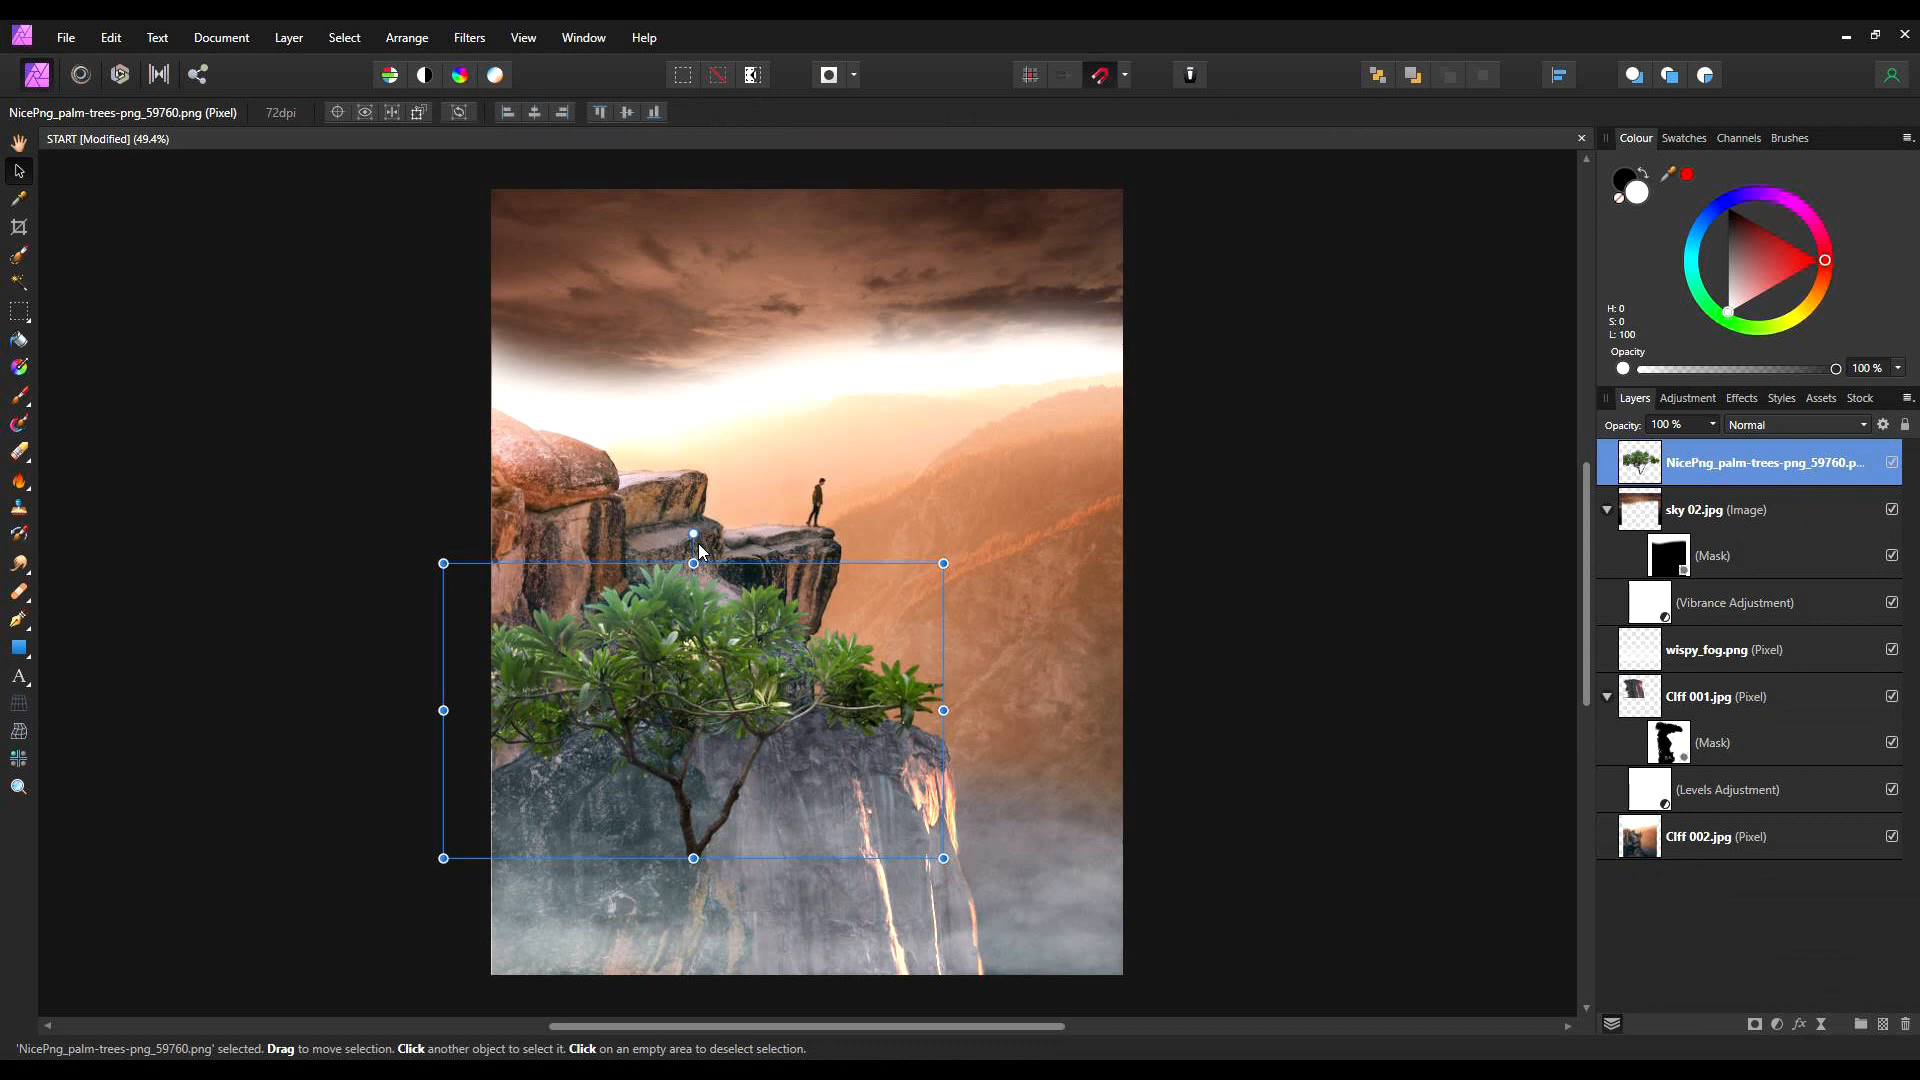 File Edit Text Document Layer Select Arrange Filters View Window Help
NicePng_palm-trees-png_59760.png (Pixel) 72dpi
START [Modified] (49.4%)
Colour Swatches Channels Brushes
H: 0
S: 0
L: 100
Opacity
100 %
Layers Adjustment Effects Styles Assets Stock
Opacity: 100 % Normal
NicePng_palm-trees-png_59760.p...
sky 02.jpg (Image)
(Mask)
(Vibrance Adjustment)
wispy_fog.png (Pixel)
Clff 001.jpg (Pixel)
(Mask)
(Levels Adjustment)
Clff 002.jpg (Pixel)
'NicePng_palm-trees-png_59760.png' selected. Drag to move selection. Click another object to select it. Click on an empty area to deselect selection.